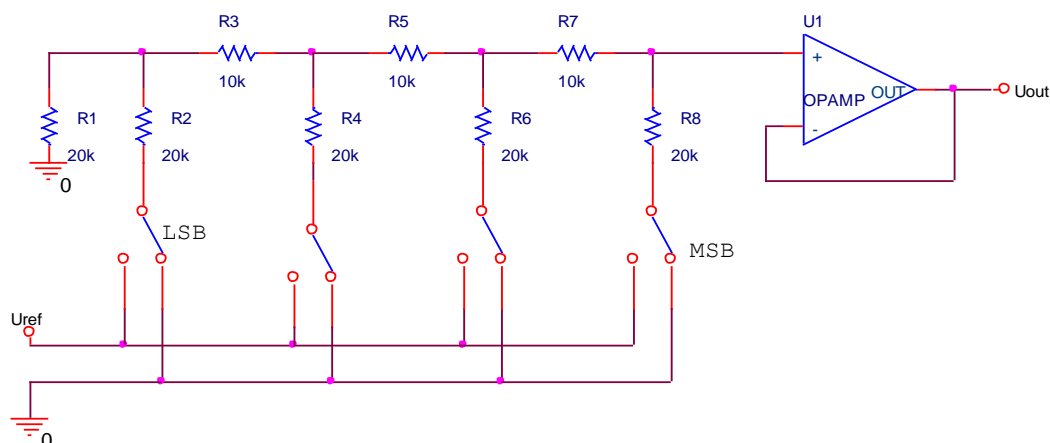 R3
R5
R7
U1
10k
10k
10k
+
OPAMP
OUT
-
Uout
R1
R2
R4
R6
R8
20k
20k
20k
20k
20k
0
LSB
MSB
Uref
0